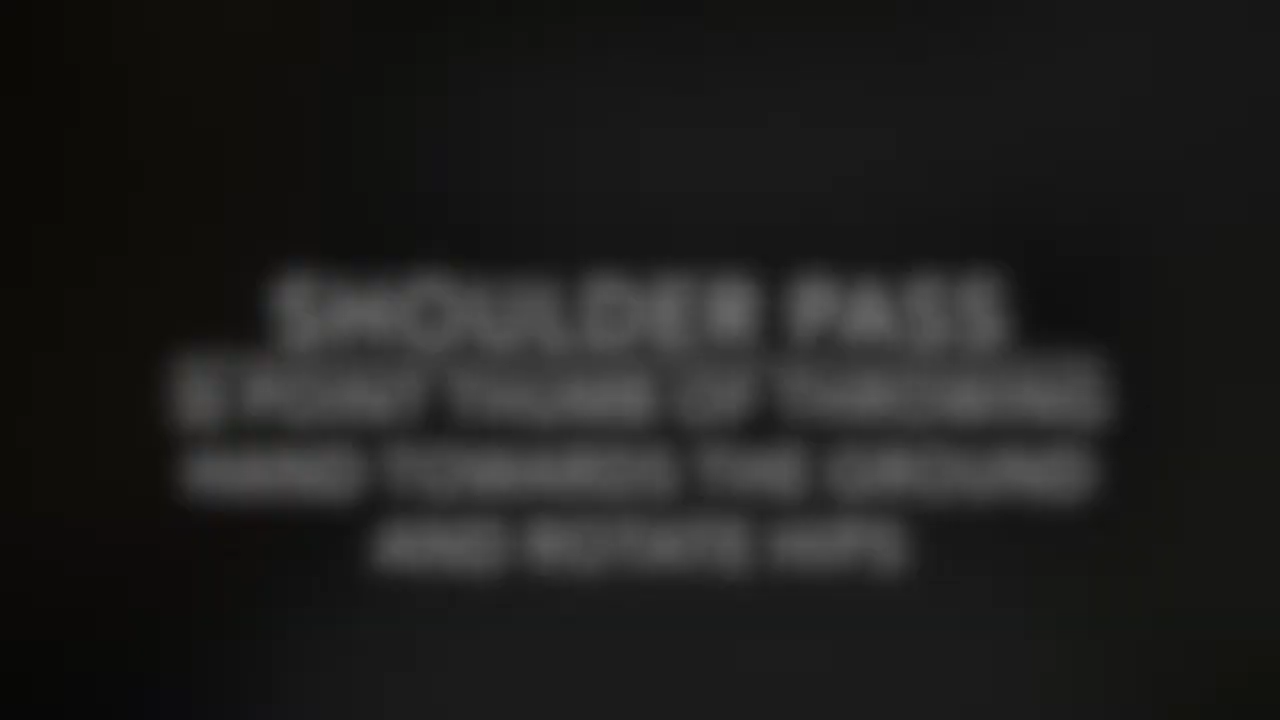 SHOULDER PASS
POINT THUMB OF THROWING
HAND TOWARDS THE GROUND
AND ROTATE HIPS